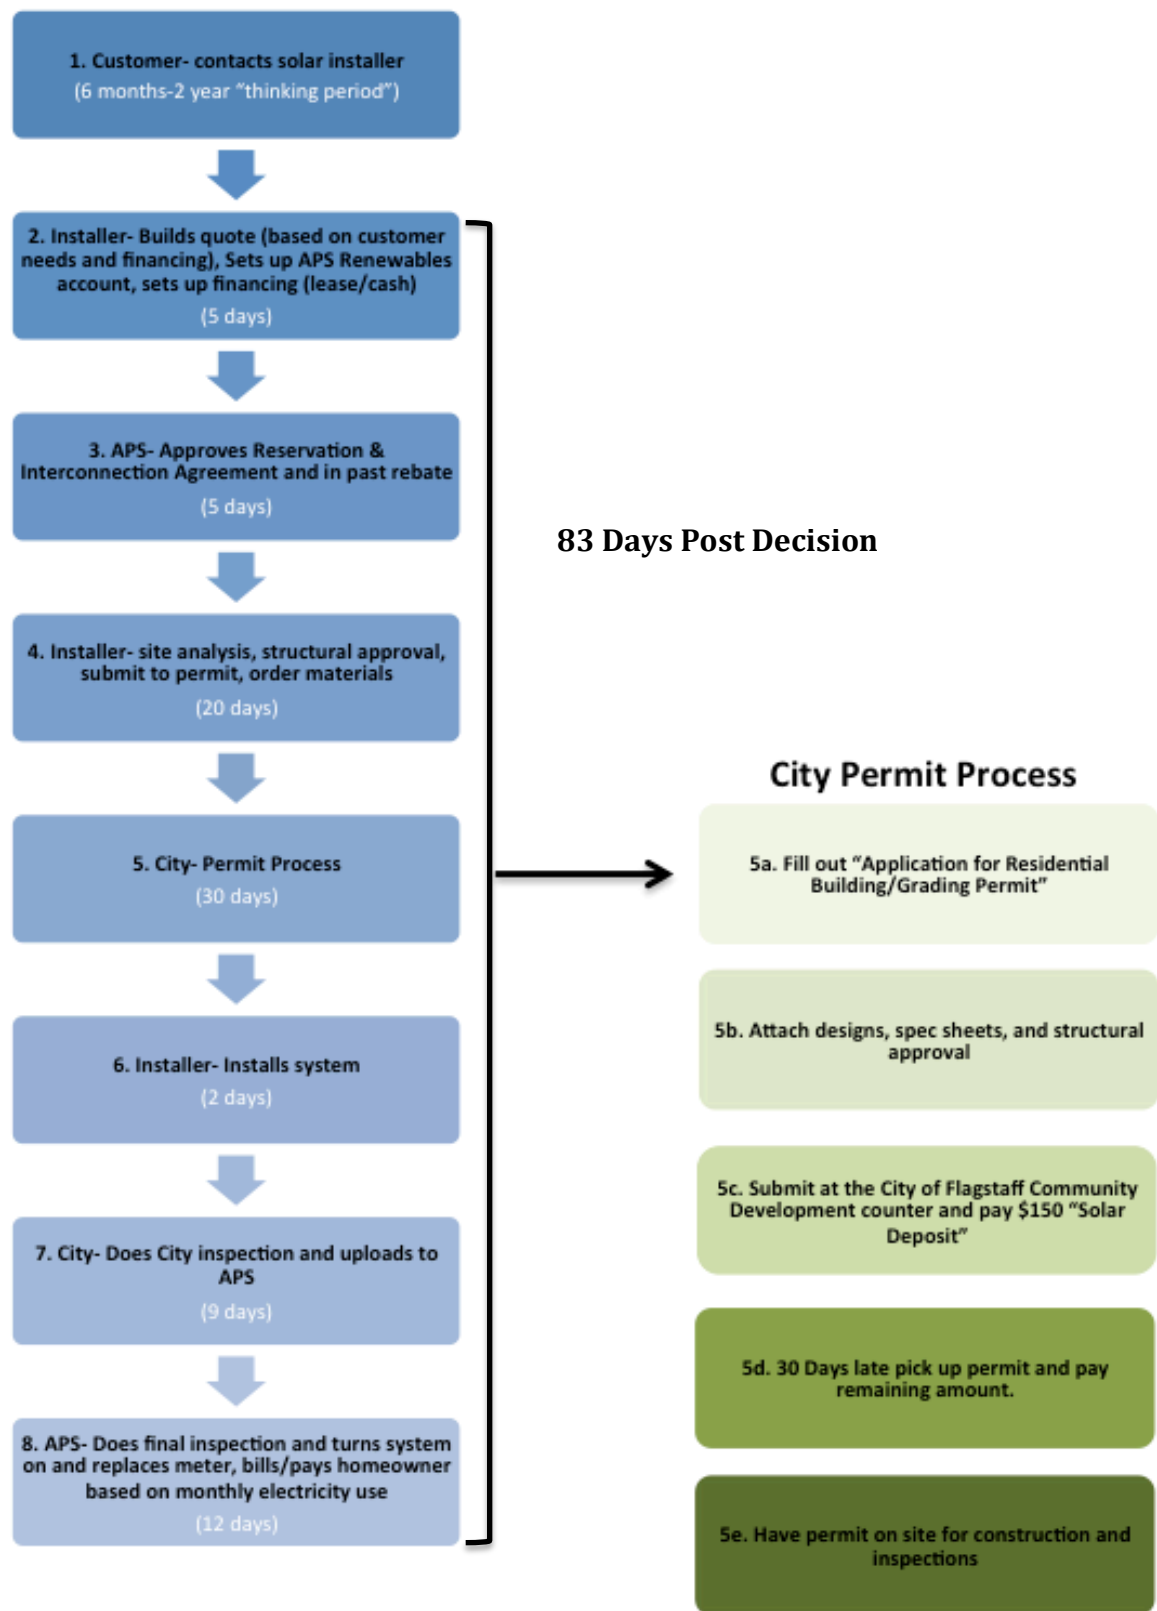 1. Customer- contacts solar installer
(6 months-2 year “thinking period”)
2. Installer- Builds quote (based on customer
needs and financing), Sets up APS Renewables
account, sets up financing (lease/cash)
(5 days)
3. APS- Approves Reservation &
Interconnection Agreement and in past rebate
(5 days)
83 Days Post Decision
4. Installer- site analysis, structural approval,
submit to permit, order materials
(20 days)
5. City- Permit Process
(30 days)
6. Installer- Installs system
(2 days)
7. City- Does City inspection and uploads to
APS
(9 days)
8. APS- Does final inspection and turns system
on and replaces meter, bills/pays homeowner
based on monthly electricity use
(12 days)
City Permit Process
5a. Fill out “Application for Residential
Building/Grading Permit”
5b. Attach designs, spec sheets, and structural
approval
5c. Submit at the City of Flagstaff Community
Development counter and pay $150 “Solar
Deposit”
5d. 30 Days late pick up permit and pay
remaining amount.
5e. Have permit on site for construction and
inspections